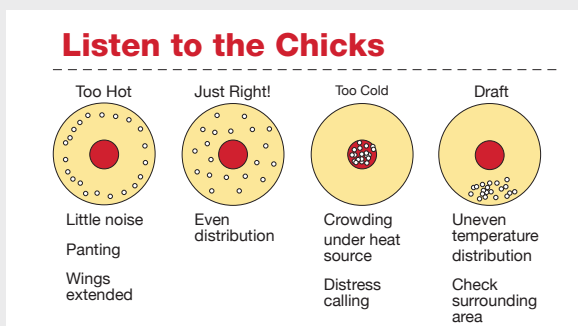 Listen to the Chicks
Too Hot
Little noise
Panting
Wings
extended
Just Right!
Even
distribution
Too Cold
Crowding
under heat
source
Distress
calling
Draft
Uneven
temperature
distribution
Check
surrounding
area